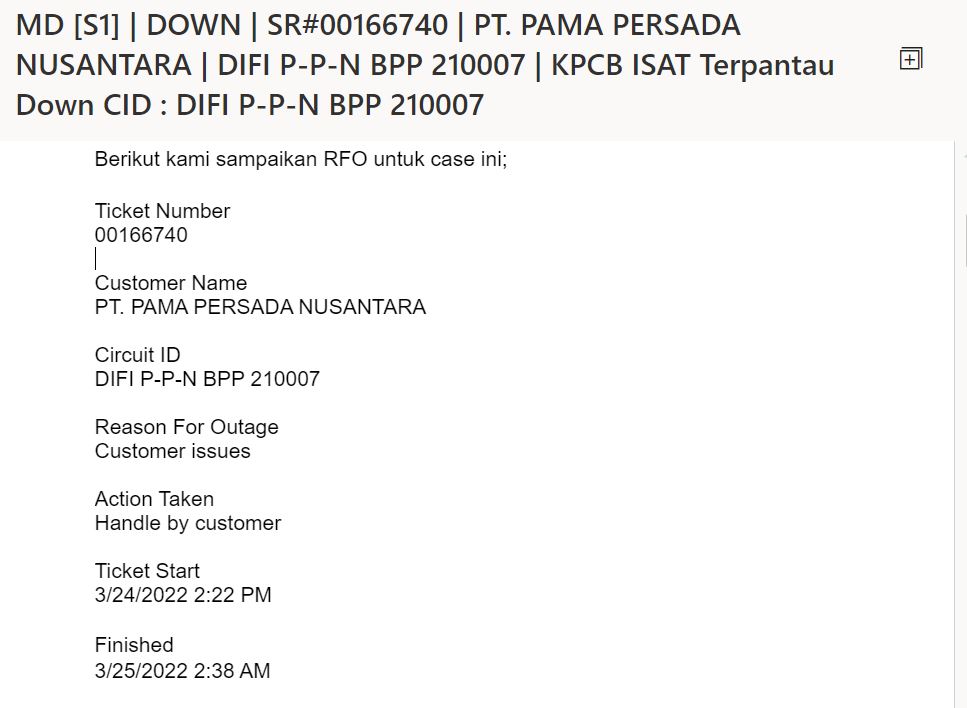 MD [S1] | DOWN | SR#00166740 | PT. PAMA PERSADA
NUSANTARA | DIFI P-P-N BPP 210007 | KPCB ISAT Terpantau
Down CID : DIFI P-P-N BPP 210007
Berikut kami sampaikan RFO untuk case ini;
Ticket Number
00166740
Customer Name
PT. PAMA PERSADA NUSANTARA
Circuit ID
DIFI P-P-N BPP 210007
Reason For Outage
Customer issues
Action Taken
Handle by customer
Ticket Start
3/24/2022 2:22 PM
Finished
3/25/2022 2:38 AM